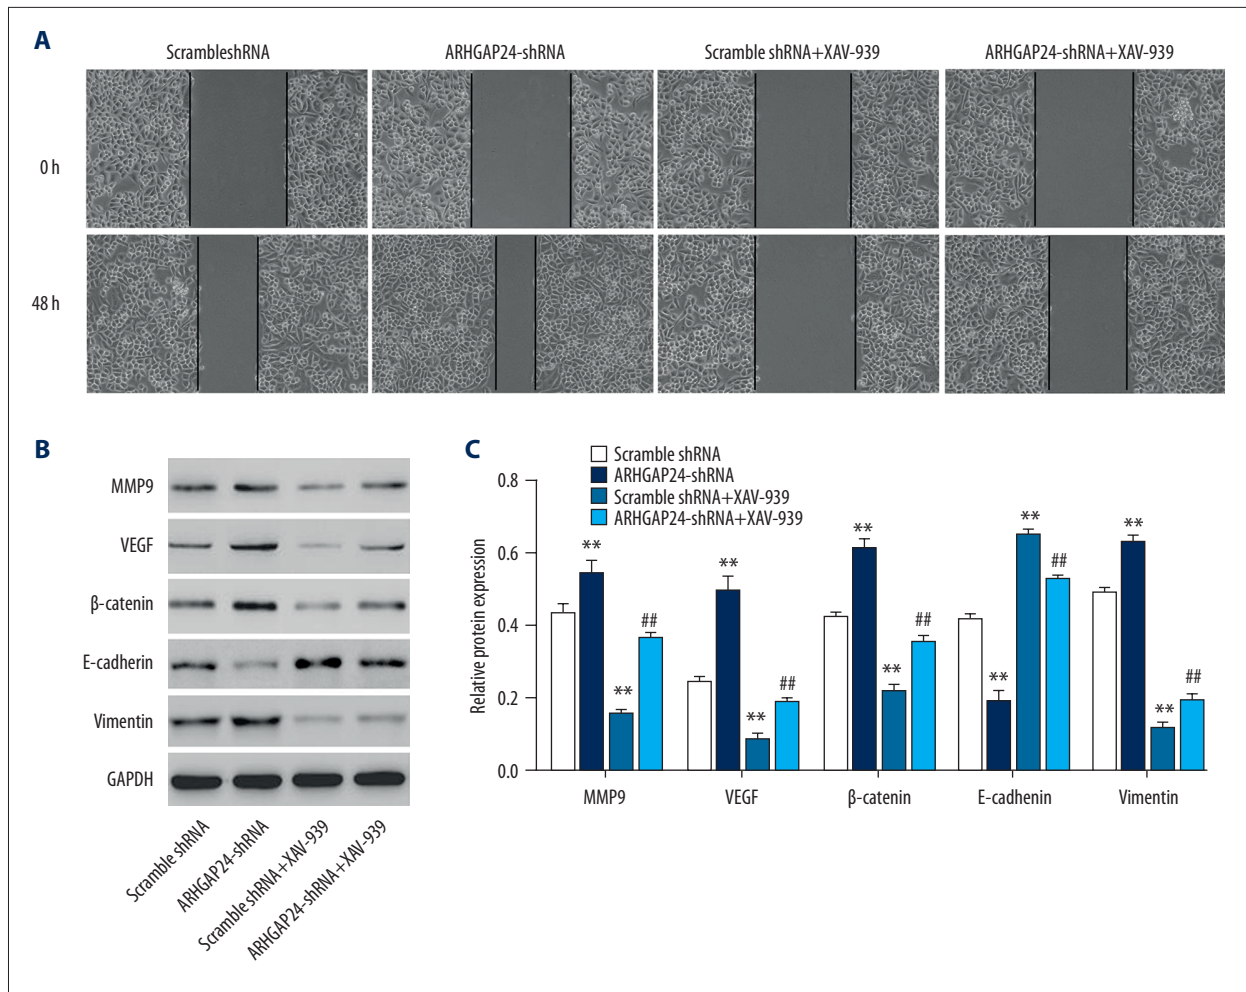 A
ScrambleshRNA
ARHGAP24-shRNA
Scramble shRNA+XAV-939
ARHGAP24-shRNA+XAV-939
0 h
48 h
B
MMP9
VEGF
β-catenin
E-cadherin
Vimentin
GAPDH
Scramble shRNA
ARHGAP24-shRNA
Scramble shRNA+XAV-939
ARHGAP24-shRNA+XAV-939
C
Scramble shRNA
ARHGAP24-shRNA
Scramble shRNA+XAV-939
ARHGAP24-shRNA+XAV-939
Relative protein expression
0.8
0.6
0.4
0.2
0.0
** ** ##
** ** ##
** ** ##
** ** ##
** ** ##
MMP9
VEGF
β-catenin
E-cadhenin
Vimentin